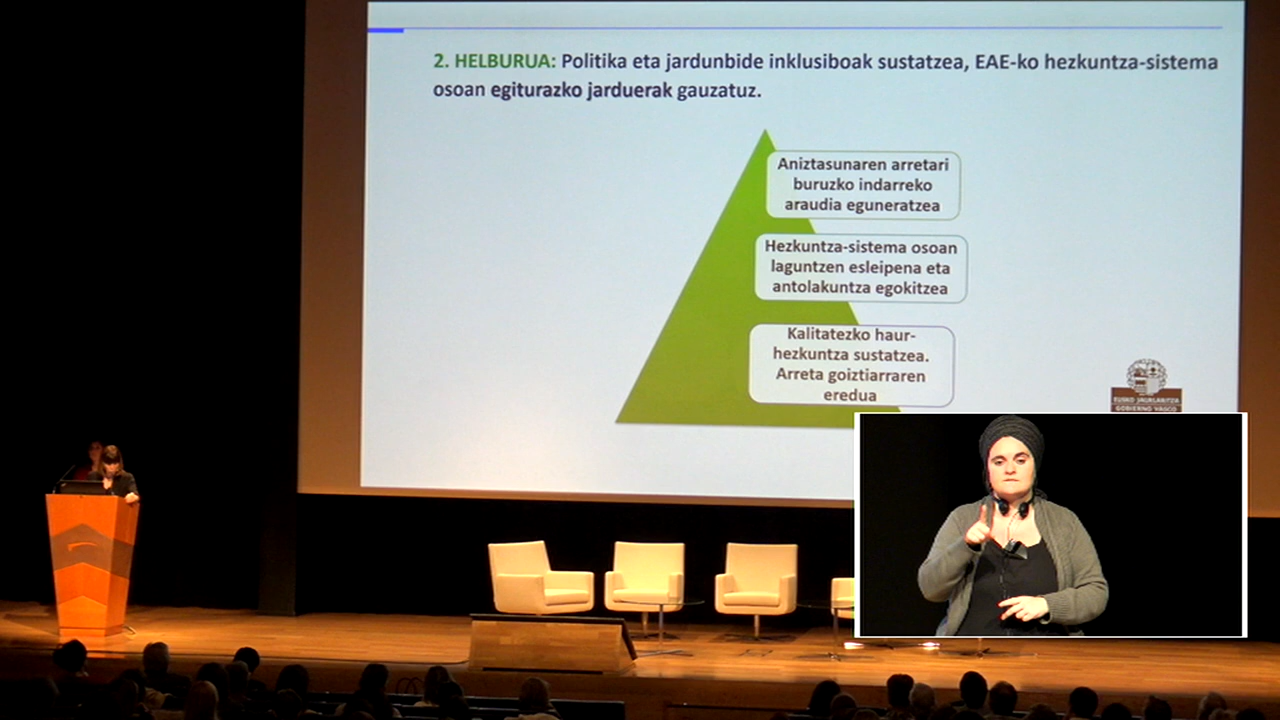 2. HELBURUA: Politika eta jardunbide inklusiboak sustatzea, EAE-ko hezkuntza-sistema
osoan egiturazko jarduerak gauzatuz.
Aniztasunaren arretari
buruzko indarreko
araudia eguneratzea
Hezkuntza-sistema osoan
laguntzen esleipena eta
antolakuntza egokitzea
Kalitatezko haur-
hezkuntza sustatzea.
Arreta goiztiarraren
eredua
EUSKO JAURLARITZA
GOBIERNO VASCO